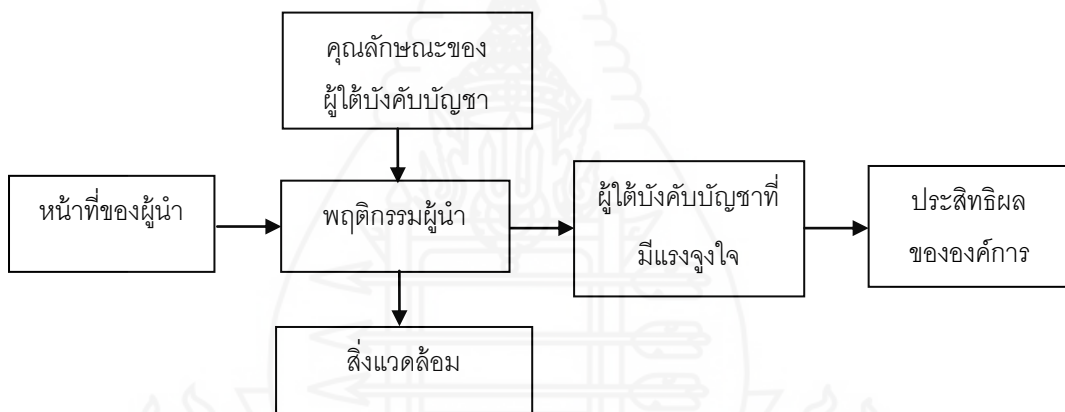 คุณลักษณะของ
ผู้ใต้บังคับบัญชา
หน้าที่ของผู้นำ
พฤติกรรมผู้นำ
ผู้ใต้บังคับบัญชาที่
มีแรงจูงใจ
ประสิทธิผล
ขององค์การ
สิ่งแวดล้อม